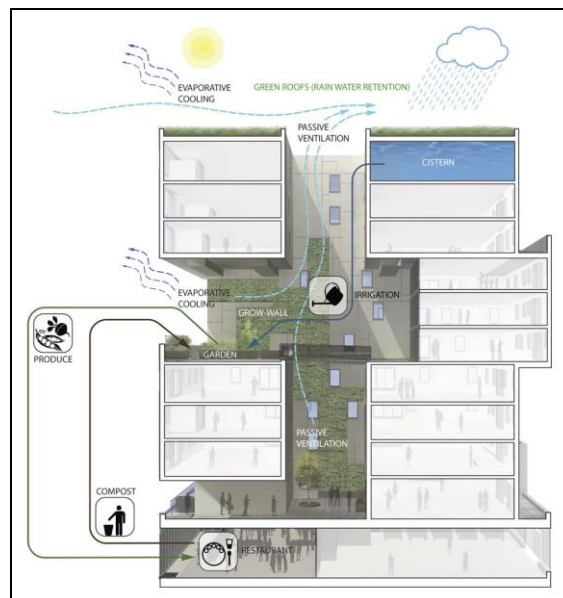 EVAPORATIVE
COOLING
GREEN ROOFS (RAIN WATER RETENTION)
PASSIVE
VENTILATION
CISTERN
EVAPORATIVE
COOLING
IRRIGATION
GROW-WALL
PRODUCE
GARDEN
PASSIVE
VENTILATION
COMPOST
RESTAURANT